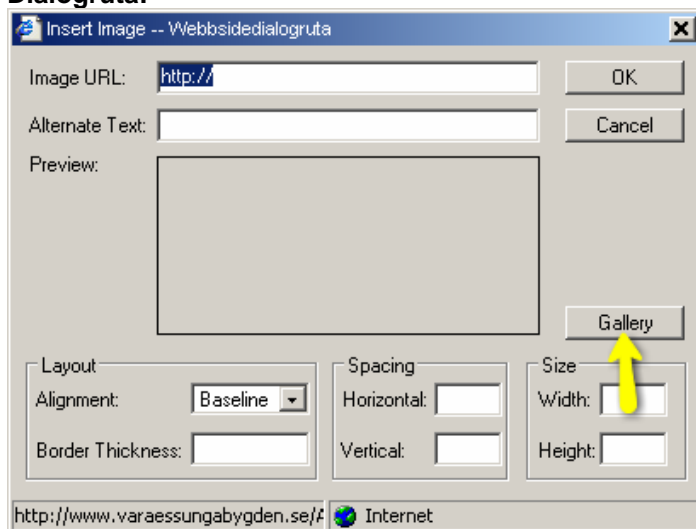 Dialogruta:
Insert Image -- Webbsidedialogruta
Image URL: http:// OK
Alternate Text: Cancel
Preview:
Gallery
Layout Spacing Size
Alignment: Baseline Horizontal: Width:
Border Thickness: Vertical: Height:
http://www.varaessungabygden.se/A Internet